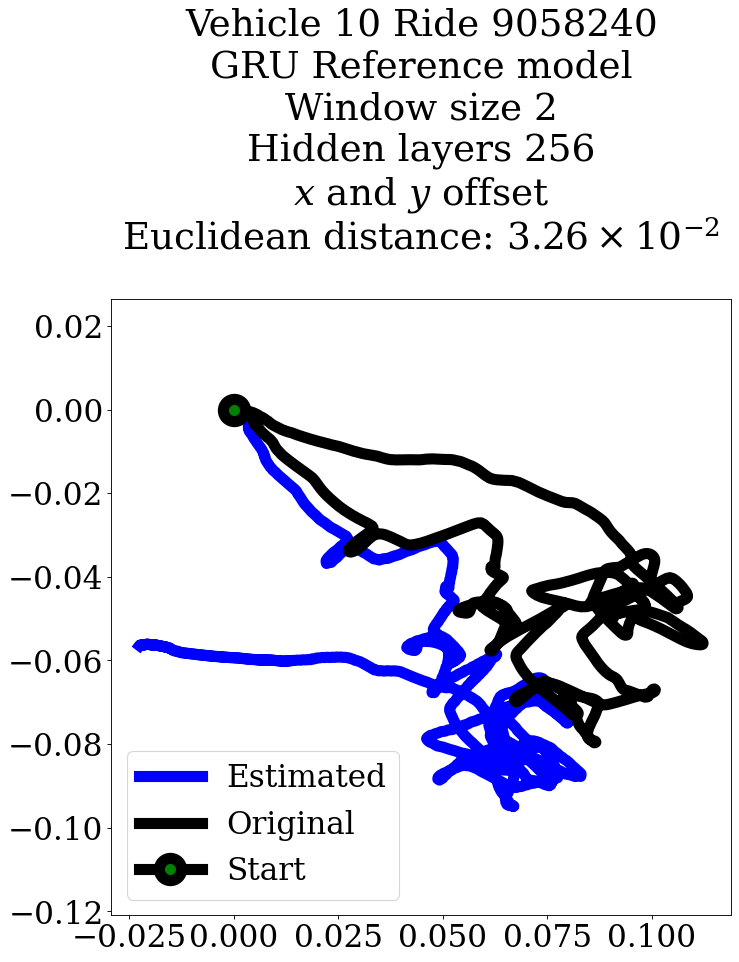 Vehicle 10 Ride 9058240
GRU Reference model
Window size 2
Hidden layers 256
x and y offset
Euclidean distance: 3.26 × 10⁻²
0.02
0.00
−0.02
−0.04
−0.06
−0.08
−0.10
−0.12
Estimated
Original
Start
−0.025 0.000 0.025 0.050 0.075 0.100